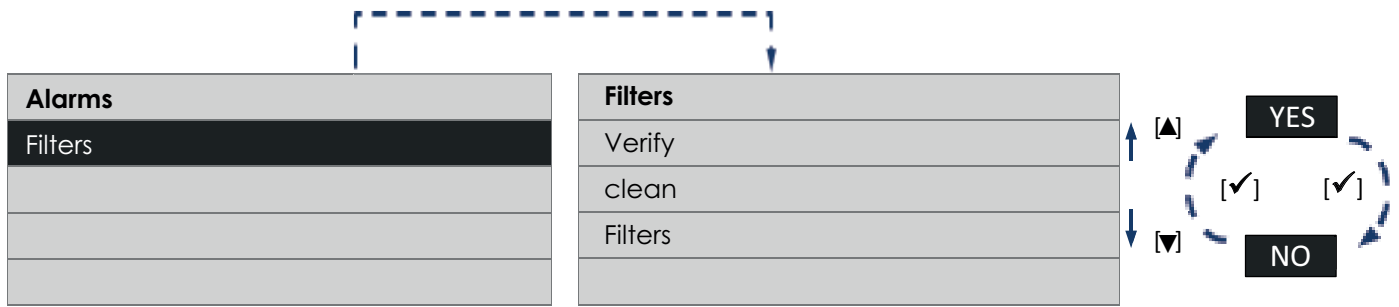 Alarms
Filters
Filters
Verify
clean
Filters
[▲]
[▼]
YES
[✓] [✓]
NO